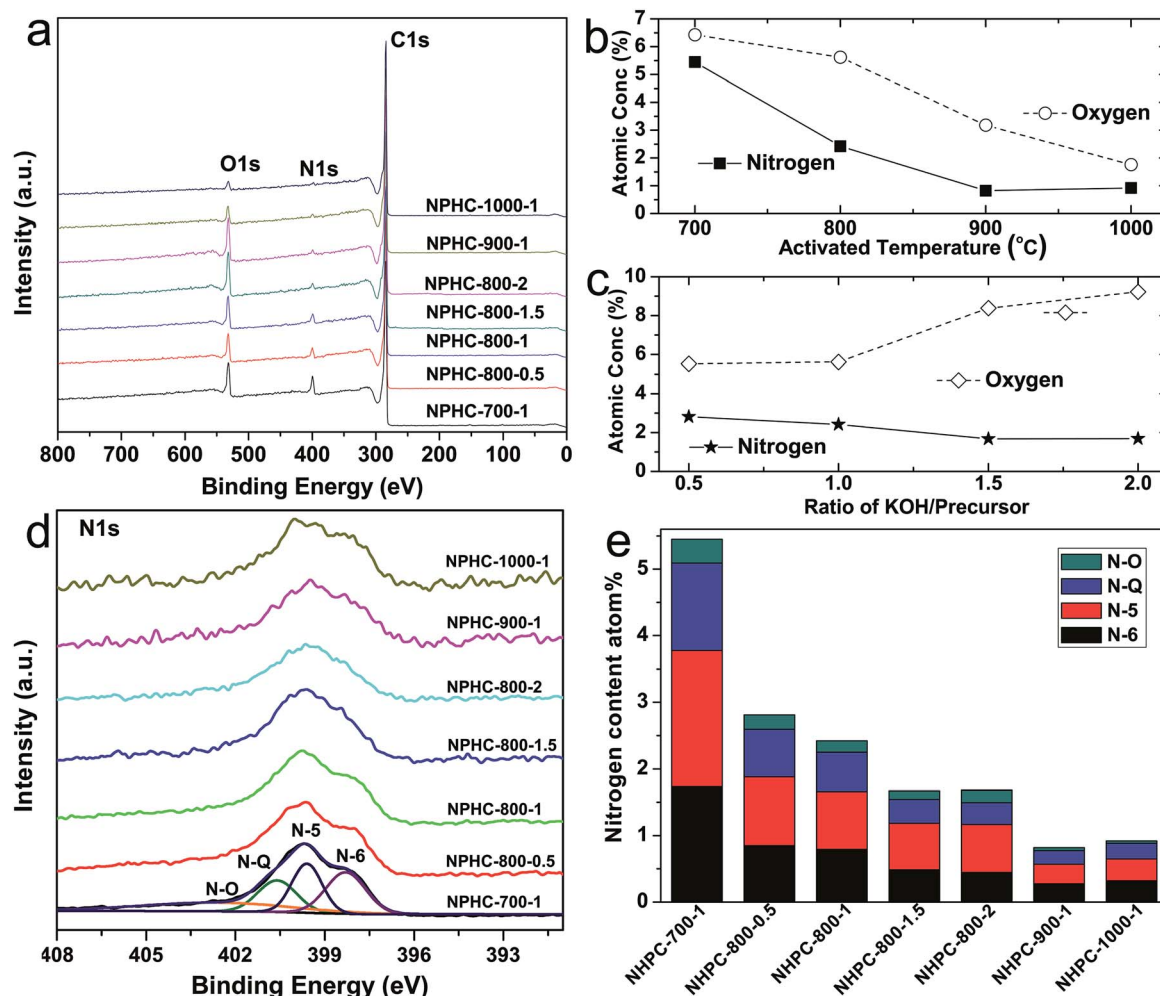 a
C1s
O1s
N1s
NPHC-1000-1
NPHC-900-1
NPHC-800-2
NPHC-800-1.5
NPHC-800-1
NPHC-800-0.5
NPHC-700-1
Intensity (a.u.)
800 700 600 500 400 300 200 100 0
Binding Energy (eV)
b
Atomic Conc (%)
7
6
5
4
3
2
1
0
Oxygen
Nitrogen
700 800 900 1000
Activated Temperature (°C)
c
Atomic Conc (%)
10
8
6
4
2
0
Oxygen
Nitrogen
0.5 1.0 1.5 2.0
Ratio of KOH/Precursor
d
N1s
NPHC-1000-1
NPHC-900-1
NPHC-800-2
NPHC-800-1.5
NPHC-800-1
NPHC-800-0.5
N-5
N-Q
N-6
N-O
NPHC-700-1
Intensity (a.u.)
408 405 402 399 396 393
Binding Energy (eV)
e
N-O
N-Q
N-5
N-6
Nitrogen content atom%
5
4
3
2
1
0
NHPC-700-1
NHPC-800-0.5
NHPC-800-1
NHPC-800-1.5
NHPC-800-2
NHPC-900-1
NHPC-1000-1